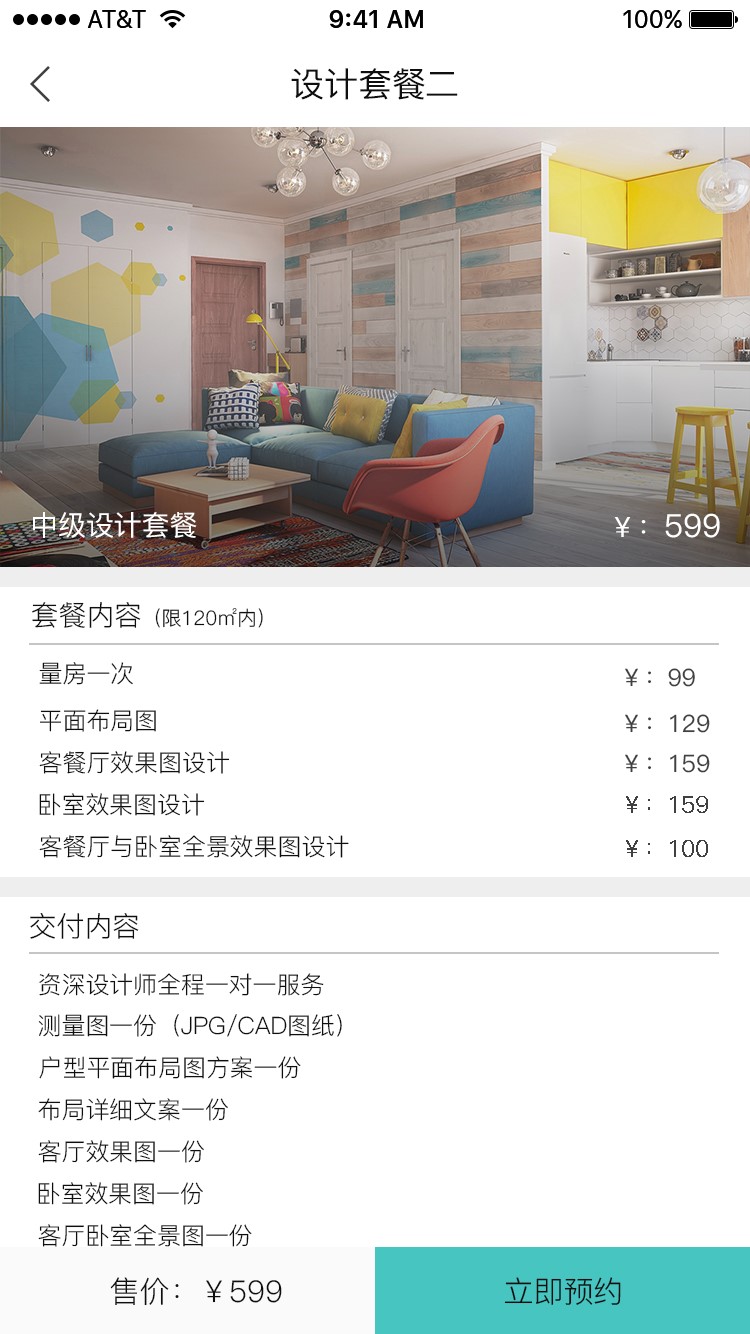 AT&T 9:41 AM 100%
设计套餐二
中级设计套餐 ¥：599
套餐内容（限120㎡内）
量房一次 ¥：99
平面布局图 ¥：129
客餐厅效果图设计 ¥：159
卧室效果图设计 ¥：159
客餐厅与卧室全景效果图设计 ¥：100
交付内容
资深设计师全程一对一服务
测量图一份（JPG/CAD图纸）
户型平面布局图方案一份
布局详细文案一份
客厅效果图一份
卧室效果图一份
客厅卧室全景图一份
售价：¥599 立即预约